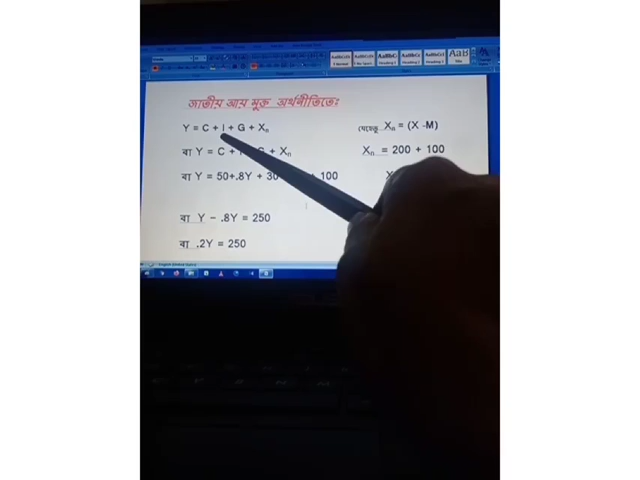 জাতীয় আয় মুক্ত অর্থনীতিতেঃ
Y = C + I + G + Xn
যেহেতু Xn = (X -M)
বা Y = C + G + Xn
Xn = 200 + 100
বা Y = 50+.8Y + 30 100
বা Y – .8Y = 250
বা .2Y = 250